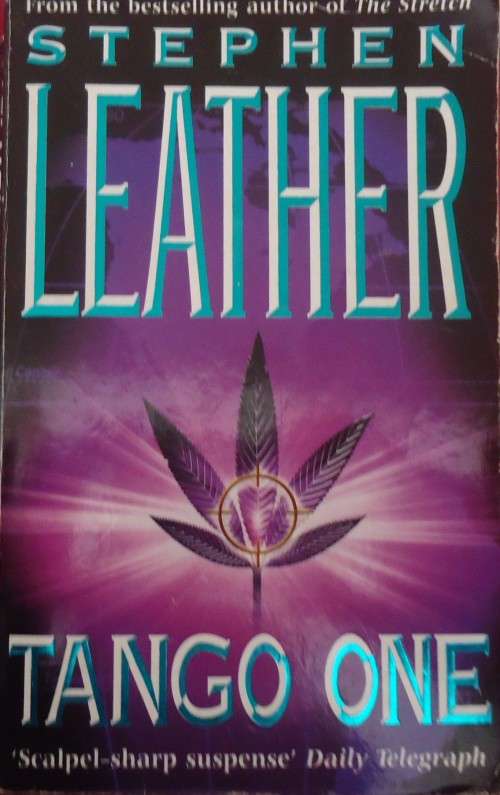 From the bestselling author of The Stretch
STEPHEN
LEATHER
TANGO ONE
'Scalpel-sharp suspense' Daily Telegraph